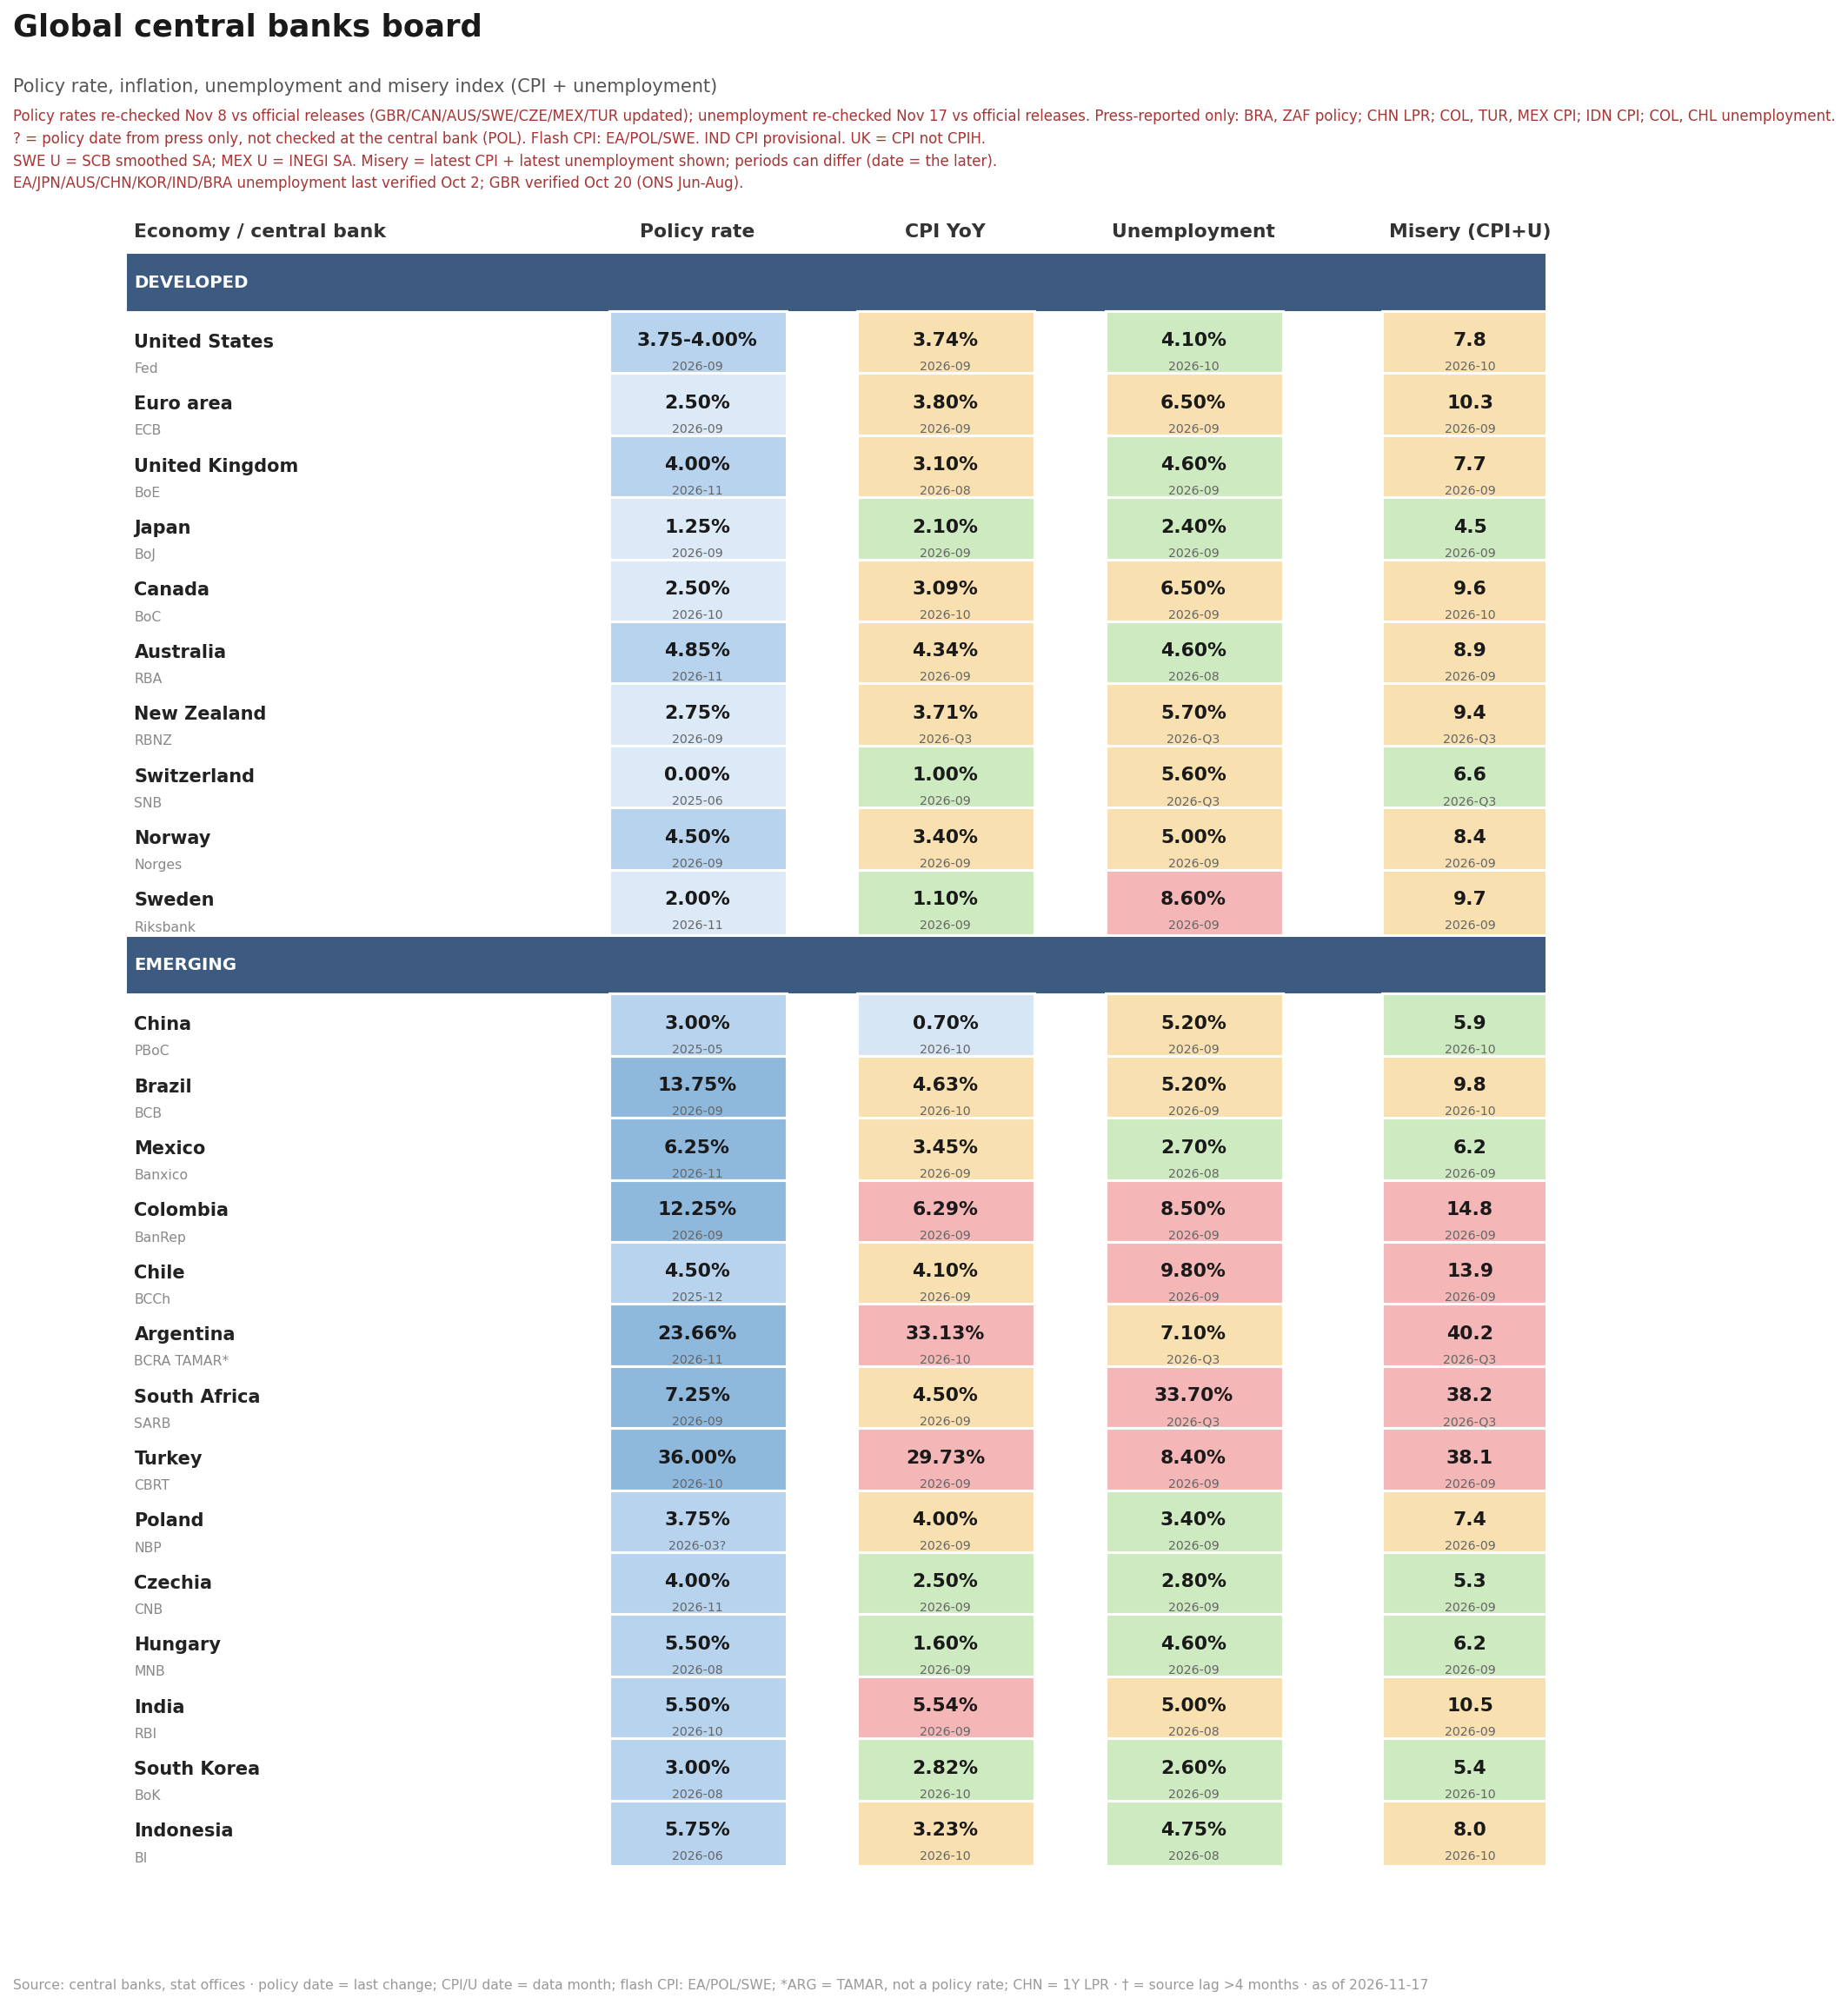 Global central banks board
Policy rate, inflation, unemployment and misery index (CPI + unemployment)
Policy rates re-checked Nov 8 vs official releases (GBR/CAN/AUS/SWE/CZE/MEX/TUR updated); unemployment re-checked Nov 17 vs official releases. Press-reported only: BRA, ZAF policy; CHN LPR; COL, TUR, MEX CPI; IDN CPI; COL, CHL unemployment.
? = policy date from press only, not checked at the central bank (POL). Flash CPI: EA/POL/SWE. IND CPI provisional. UK = CPI not CPIH.
SWE U = SCB smoothed SA; MEX U = INEGI SA. Misery = latest CPI + latest unemployment shown; periods can differ (date = the later).
EA/JPN/AUS/CHN/KOR/IND/BRA unemployment last verified Oct 2; GBR verified Oct 20 (ONS Jun-Aug).
Economy / central bank Policy rate CPI YoY Unemployment Misery (CPI+U)
DEVELOPED
United States 3.75-4.00% 3.74% 4.10% 7.8
Fed 2026-09 2026-09 2026-10 2026-10
Euro area 2.50% 3.80% 6.50% 10.3
ECB 2026-09 2026-09 2026-09 2026-09
United Kingdom 4.00% 3.10% 4.60% 7.7
BoE 2026-11 2026-08 2026-09 2026-09
Japan 1.25% 2.10% 2.40% 4.5
BoJ 2026-09 2026-09 2026-09 2026-09
Canada 2.50% 3.09% 6.50% 9.6
BoC 2026-10 2026-10 2026-09 2026-10
Australia 4.85% 4.34% 4.60% 8.9
RBA 2026-11 2026-09 2026-08 2026-09
New Zealand 2.75% 3.71% 5.70% 9.4
RBNZ 2026-09 2026-Q3 2026-Q3 2026-Q3
Switzerland 0.00% 1.00% 5.60% 6.6
SNB 2025-06 2026-09 2026-Q3 2026-Q3
Norway 4.50% 3.40% 5.00% 8.4
Norges 2026-09 2026-09 2026-09 2026-09
Sweden 2.00% 1.10% 8.60% 9.7
Riksbank 2026-11 2026-09 2026-09 2026-09
EMERGING
China 3.00% 0.70% 5.20% 5.9
PBoC 2025-05 2026-10 2026-09 2026-10
Brazil 13.75% 4.63% 5.20% 9.8
BCB 2026-09 2026-10 2026-09 2026-10
Mexico 6.25% 3.45% 2.70% 6.2
Banxico 2026-11 2026-09 2026-08 2026-09
Colombia 12.25% 6.29% 8.50% 14.8
BanRep 2026-09 2026-09 2026-09 2026-09
Chile 4.50% 4.10% 9.80% 13.9
BCCh 2025-12 2026-09 2026-09 2026-09
Argentina 23.66% 33.13% 7.10% 40.2
BCRA TAMAR* 2026-11 2026-10 2026-Q3 2026-Q3
South Africa 7.25% 4.50% 33.70% 38.2
SARB 2026-09 2026-09 2026-Q3 2026-Q3
Turkey 36.00% 29.73% 8.40% 38.1
CBRT 2026-10 2026-09 2026-09 2026-09
Poland 3.75% 4.00% 3.40% 7.4
NBP 2026-03? 2026-09 2026-09 2026-09
Czechia 4.00% 2.50% 2.80% 5.3
CNB 2026-11 2026-09 2026-09 2026-09
Hungary 5.50% 1.60% 4.60% 6.2
MNB 2026-08 2026-09 2026-09 2026-09
India 5.50% 5.54% 5.00% 10.5
RBI 2026-10 2026-09 2026-08 2026-09
South Korea 3.00% 2.82% 2.60% 5.4
BoK 2026-08 2026-10 2026-09 2026-10
Indonesia 5.75% 3.23% 4.75% 8.0
BI 2026-06 2026-10 2026-08 2026-10
Source: central banks, stat offices · policy date = last change; CPI/U date = data month; flash CPI: EA/POL/SWE; *ARG = TAMAR, not a policy rate; CHN = 1Y LPR · † = source lag >4 months · as of 2026-11-17